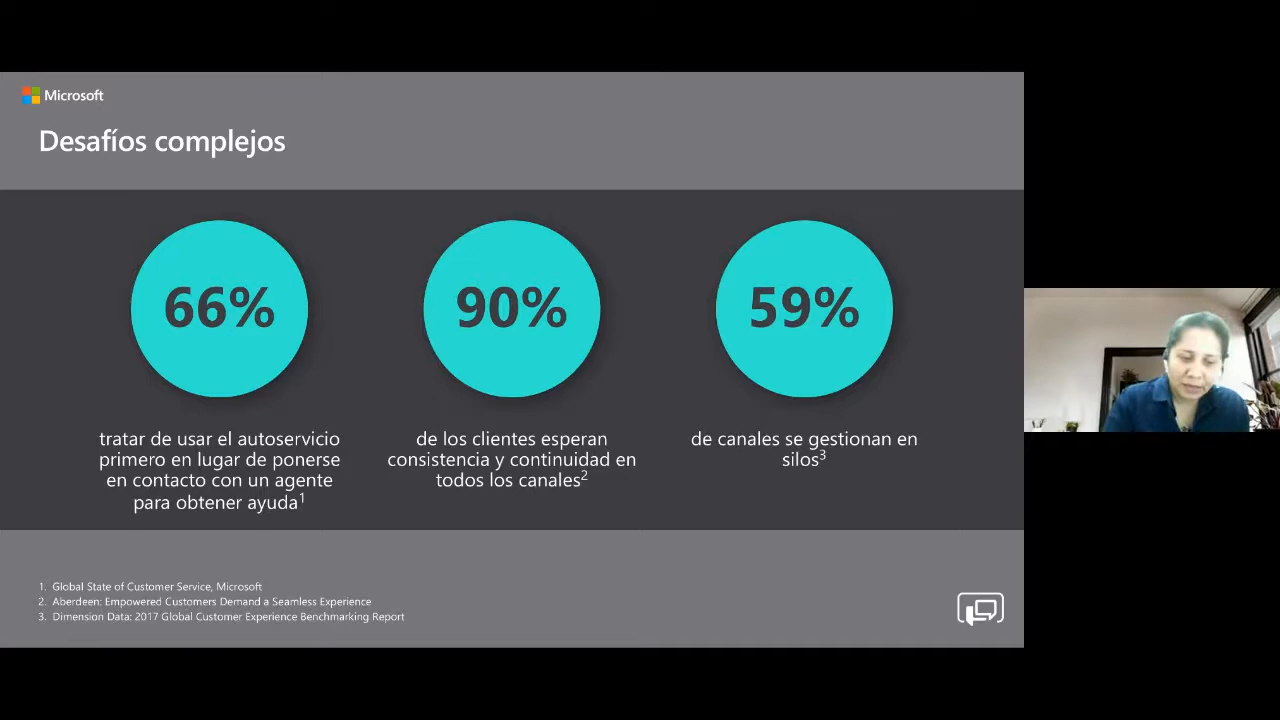 Microsoft
Desafíos complejos
66%
tratar de usar el autoservicio
primero en lugar de ponerse
en contacto con un agente
para obtener ayuda1
90%
de los clientes esperan
consistencia y continuidad en
todos los canales2
59%
de canales se gestionan en
silos3
1. Global State of Customer Service, Microsoft
2. Aberdeen: Empowered Customers Demand a Seamless Experience
3. Dimension Data: 2017 Global Customer Experience Benchmarking Report